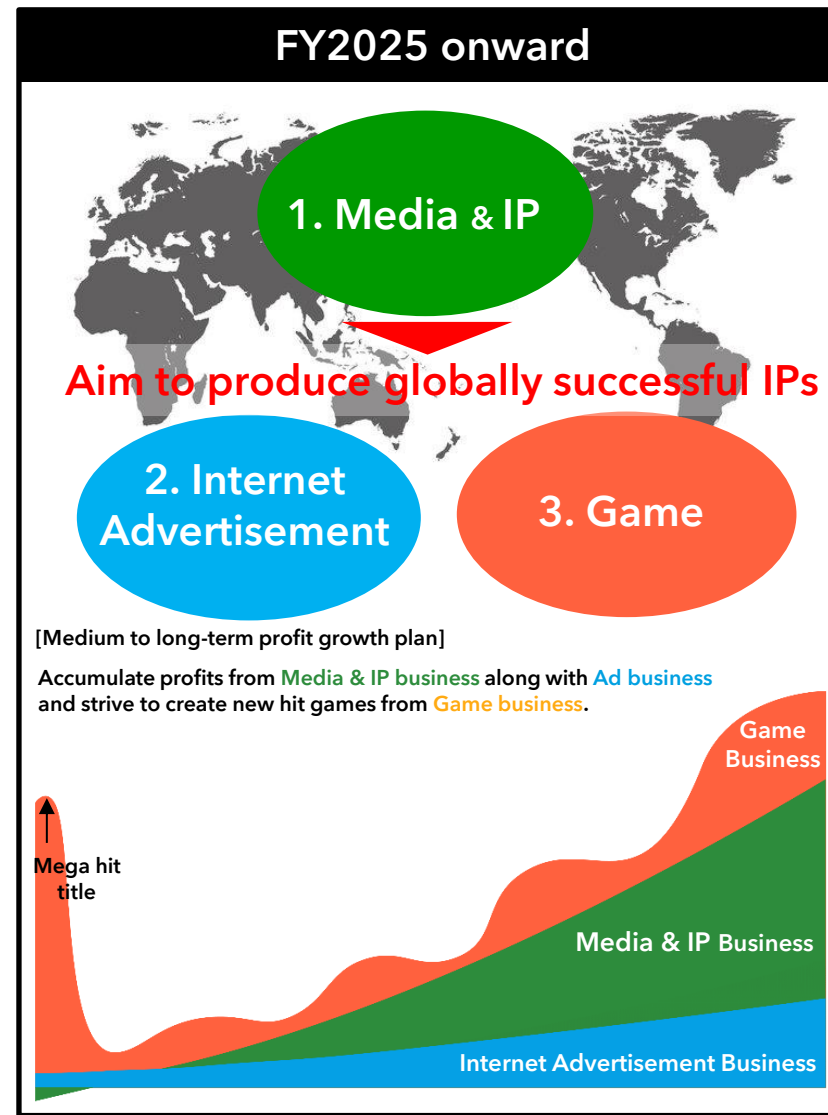 FY2025 onward
1. Media & IP
Aim to produce globally successful IPs
2. Internet
Advertisement
3. Game
[Medium to long-term profit growth plan]
Accumulate profits from Media & IP business along with Ad business
and strive to create new hit games from Game business.
Game
Business
Mega hit
title
Media & IP Business
Internet Advertisement Business